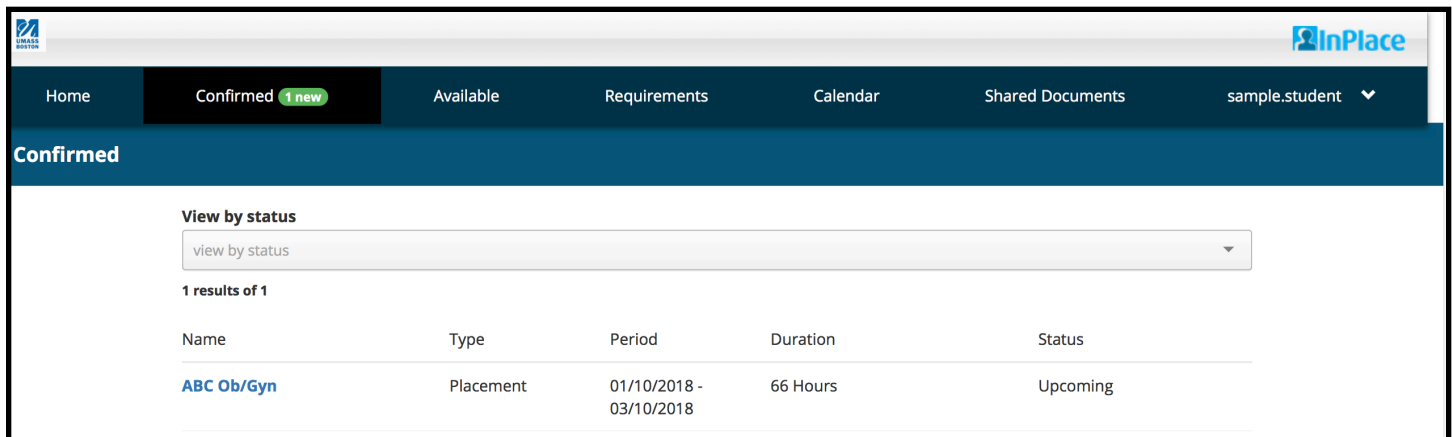 UMASS
BOSTON
InPlace
Home Confirmed 1 new Available Requirements Calendar Shared Documents sample.student
Confirmed
View by status
view by status
1 results of 1
Name Type Period Duration Status
ABC Ob/Gyn Placement 01/10/2018 - 66 Hours Upcoming
03/10/2018